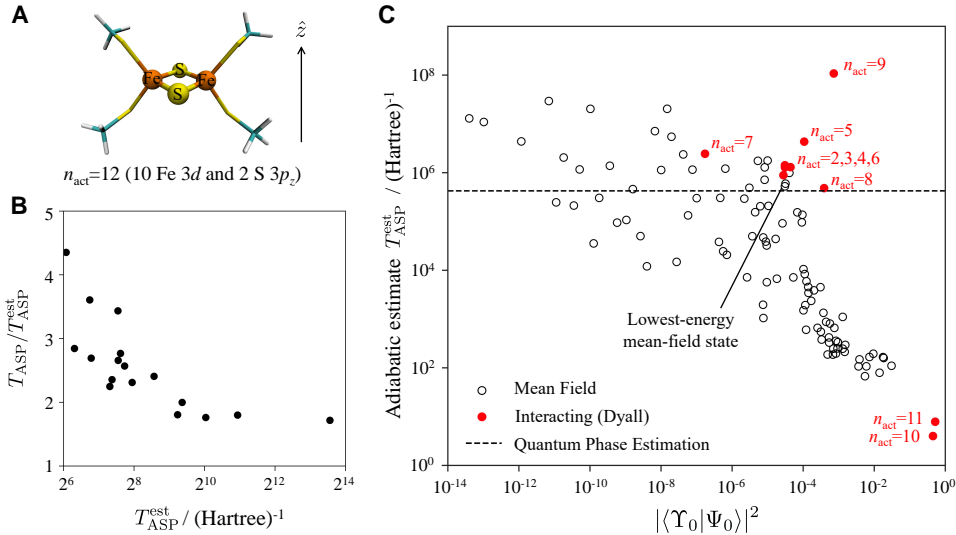 A
ẑ
Fe
S
Fe
S
n_act=12 (10 Fe 3d and 2 S 3p_z)
B
5
4
3
2
1
T_ASP/T_ASP^est
2^6
2^8
2^10
2^12
2^14
T_ASP^est / (Hartree)^-1
C
Adiabatic estimate T_ASP^est / (Hartree)^-1
10^8
10^6
10^4
10^2
10^0
n_act=9
n_act=7
n_act=5
n_act=2,3,4,6
n_act=8
Lowest-energy
mean-field state
Mean Field
Interacting (Dyall)
Quantum Phase Estimation
n_act=11
n_act=10
10^-14
10^-12
10^-10
10^-8
10^-6
10^-4
10^-2
10^0
|⟨Υ_0|Ψ_0⟩|^2